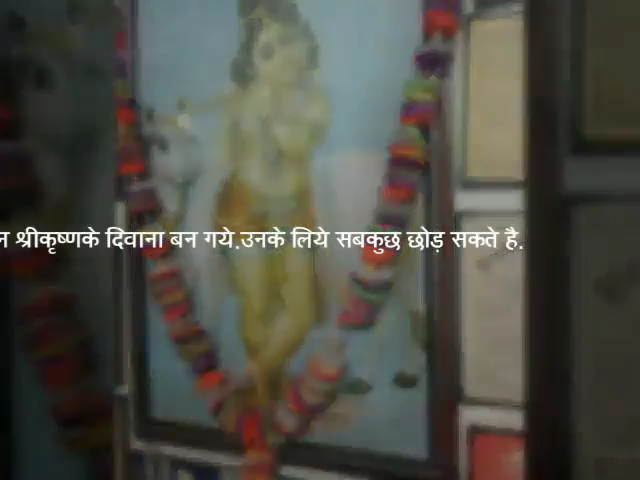 श्रीकृष्णके दिवाना बन गये.उनके लिये सबकुछ छोड़ सकते है.